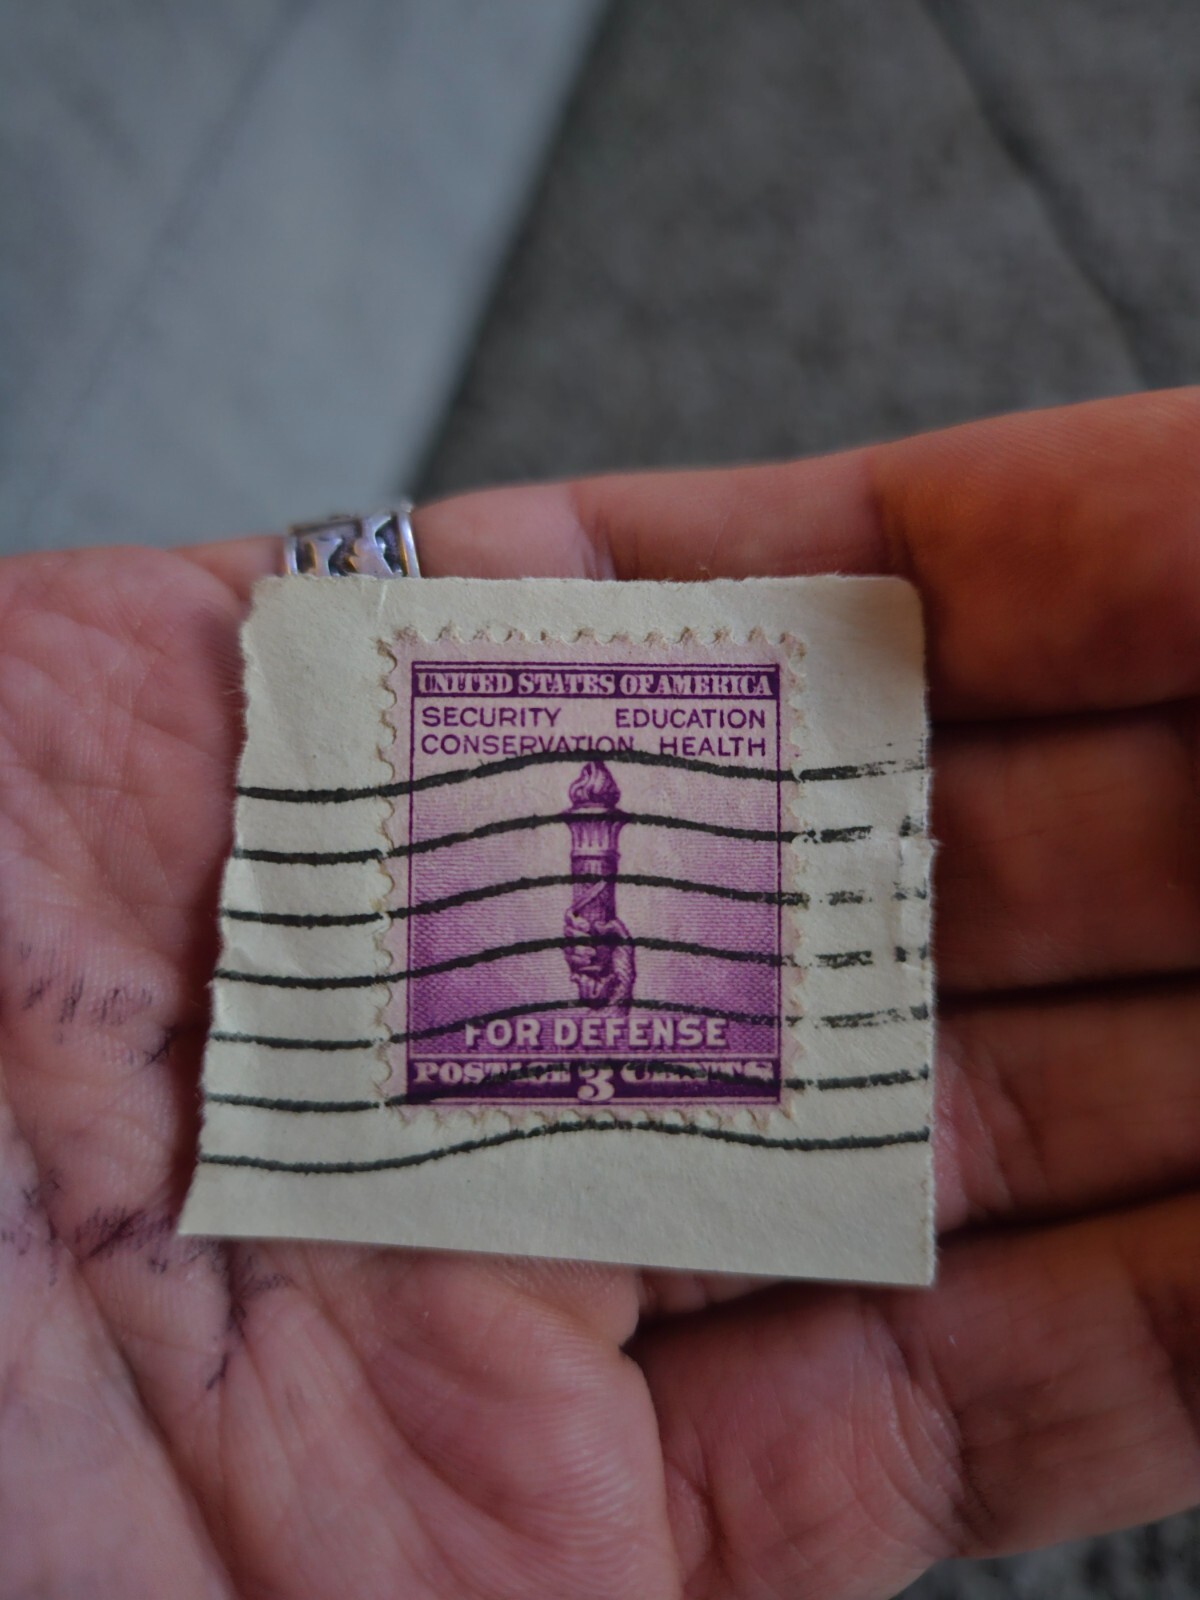 UNITED STATES OF AMERICA
SECURITY EDUCATION
CONSERVATION HEALTH
FOR DEFENSE
POSTAGE 3 CENTS